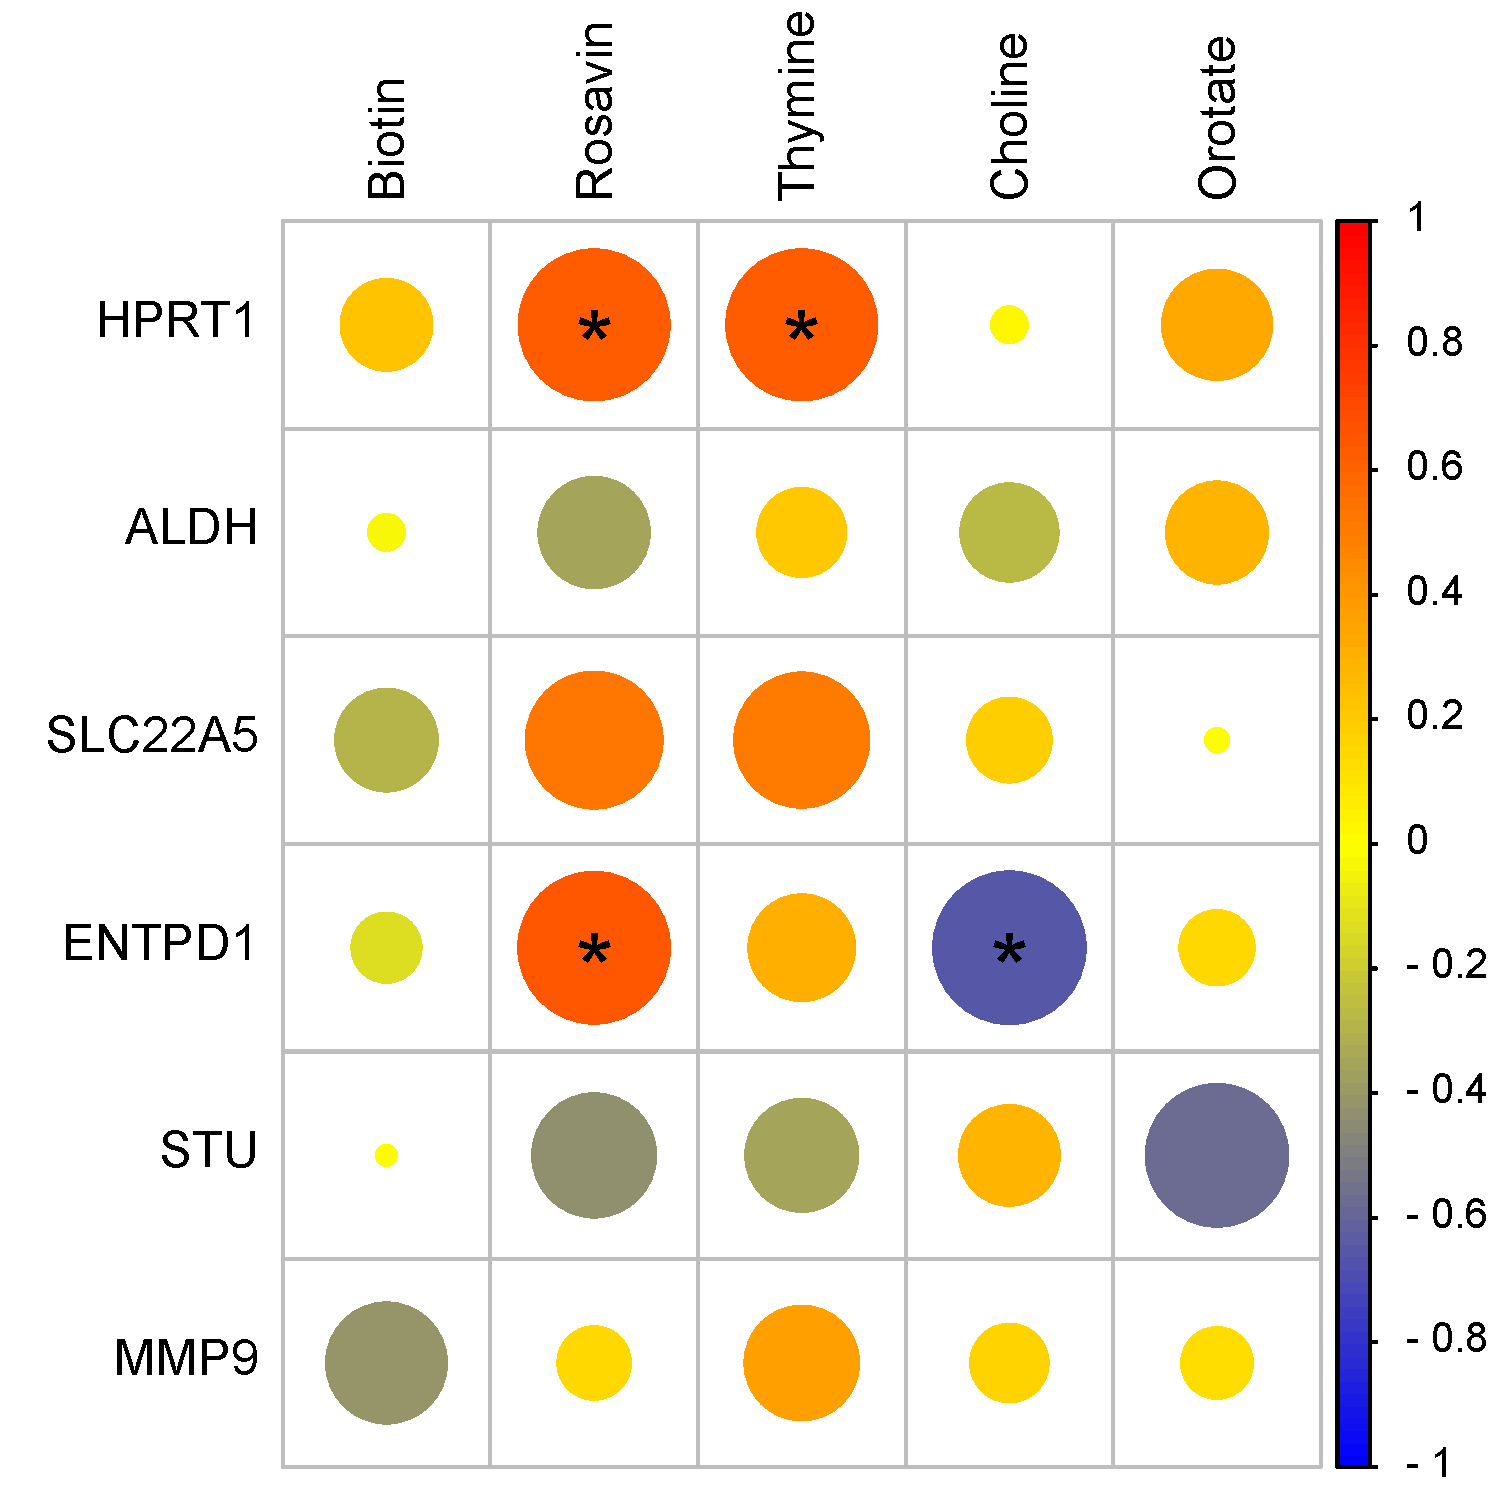 Biotin Rosavin Thymine Choline Orotate
HPRT1 * *
ALDH
SLC22A5
ENTPD1 * *
STU
MMP9
1
0.8
0.6
0.4
0.2
0
- 0.2
- 0.4
- 0.6
- 0.8
- 1